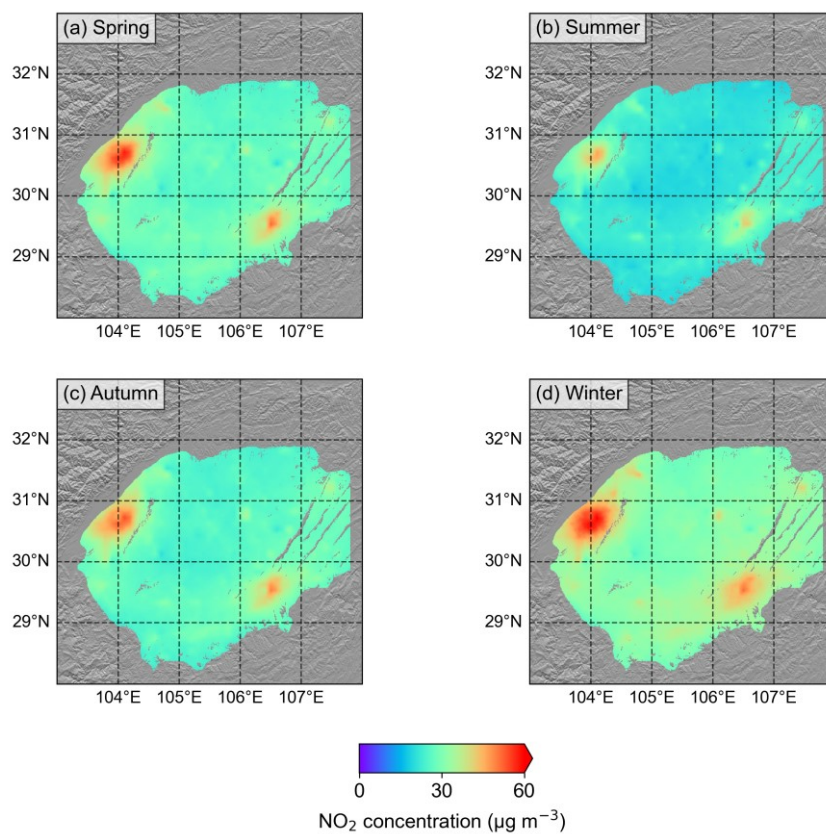 (a) Spring
(b) Summer
32°N
31°N
30°N
29°N
32°N
31°N
30°N
29°N
104°E 105°E 106°E 107°E
104°E 105°E 106°E 107°E
(c) Autumn
(d) Winter
32°N
31°N
30°N
29°N
32°N
31°N
30°N
29°N
104°E 105°E 106°E 107°E
104°E 105°E 106°E 107°E
0 30 60
NO₂ concentration (μg m⁻³)